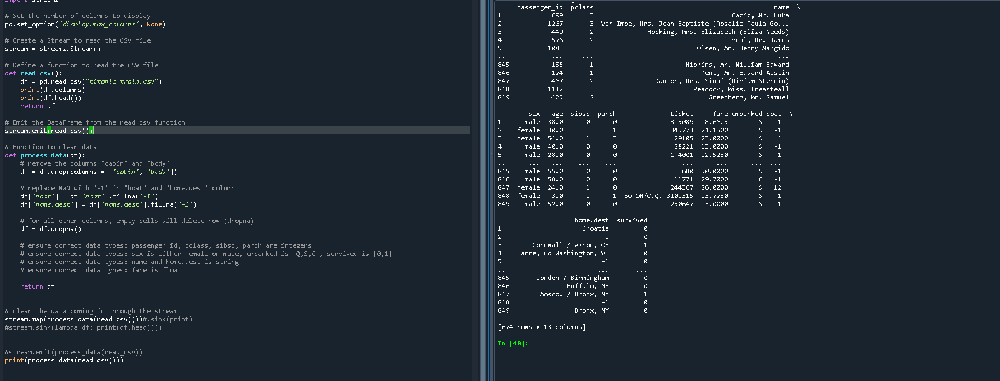 import streamz
# Set the number of columns to display
pd.set_option('display.max_columns', None)
# Create a Stream to read the CSV file
stream = streamz.Stream()
# Define a function to read the CSV file
def read_csv():
    df = pd.read_csv("titanic_train.csv")
    print(df.columns)
    print(df.head())
    return df
# Emit the DataFrame from the read_csv function
stream.emit(read_csv())
# Function to clean data
def process_data(df):
    # remove the columns 'cabin' and 'body'
    df = df.drop(columns = ['cabin', 'body'])
    # replace NaN with '-1' in 'boat' and 'home.dest' column
    df['boat'] = df['boat'].fillna('-1')
    df['home.dest'] = df['home.dest'].fillna('-1')
    # for all other columns, empty cells will delete row (dropna)
    df = df.dropna()
    # ensure correct data types: passenger_id, pclass, sibsp, parch are integers
    # ensure correct data types: sex is either female or male, embarked is [Q,S,C], survived is [0,1]
    # ensure correct data types: name and home.dest is string
    # ensure correct data types: fare is float
    return df
# Clean the data coming in through the stream
stream.map(process_data(read_csv()))#.sink(print)
#stream.sink(lambda df: print(df.head()))
#stream.emit(process_data(read_csv))
print(process_data(read_csv()))
passenger_id pclass name \
1 699 3 Cacic, Mr. Luka
2 1267 3 Van Impe, Mrs. Jean Baptiste (Rosalie Paula Go...
3 449 2 Hocking, Mrs. Elizabeth (Eliza Needs)
4 576 2 Veal, Mr. James
5 1083 3 Olsen, Mr. Henry Margido
.. ... ... ...
845 158 1 Hipkins, Mr. William Edward
846 174 1 Kent, Mr. Edward Austin
847 467 2 Kantor, Mrs. Sinai (Miriam Sternin)
848 1112 3 Peacock, Miss. Treasteall
849 425 2 Greenberg, Mr. Samuel
sex age sibsp parch ticket fare embarked boat \
1 male 38.0 0 0 315089 8.6625 S -1
2 female 30.0 1 1 345773 24.1500 S -1
3 female 54.0 1 3 29105 23.0000 S 4
4 male 40.0 0 0 28221 13.0000 S -1
5 male 28.0 0 0 C 4001 22.5250 S -1
.. ... ... ... ... ... ... ... ...
845 male 55.0 0 0 680 50.0000 S -1
846 male 58.0 0 0 11771 29.7000 C -1
847 female 24.0 1 0 244367 26.0000 S 12
848 female 3.0 1 1 SOTON/O.Q. 3101315 13.7750 S -1
849 male 52.0 0 0 250647 13.0000 S -1
home.dest survived
1 Croatia 0
2 -1 0
3 Cornwall / Akron, OH 1
4 Barre, Co Washington, VT 0
5 -1 0
.. ... ...
845 London / Birmingham 0
846 Buffalo, NY 0
847 Moscow / Bronx, NY 1
848 -1 0
849 Bronx, NY 0
[674 rows x 13 columns]
In [48]: